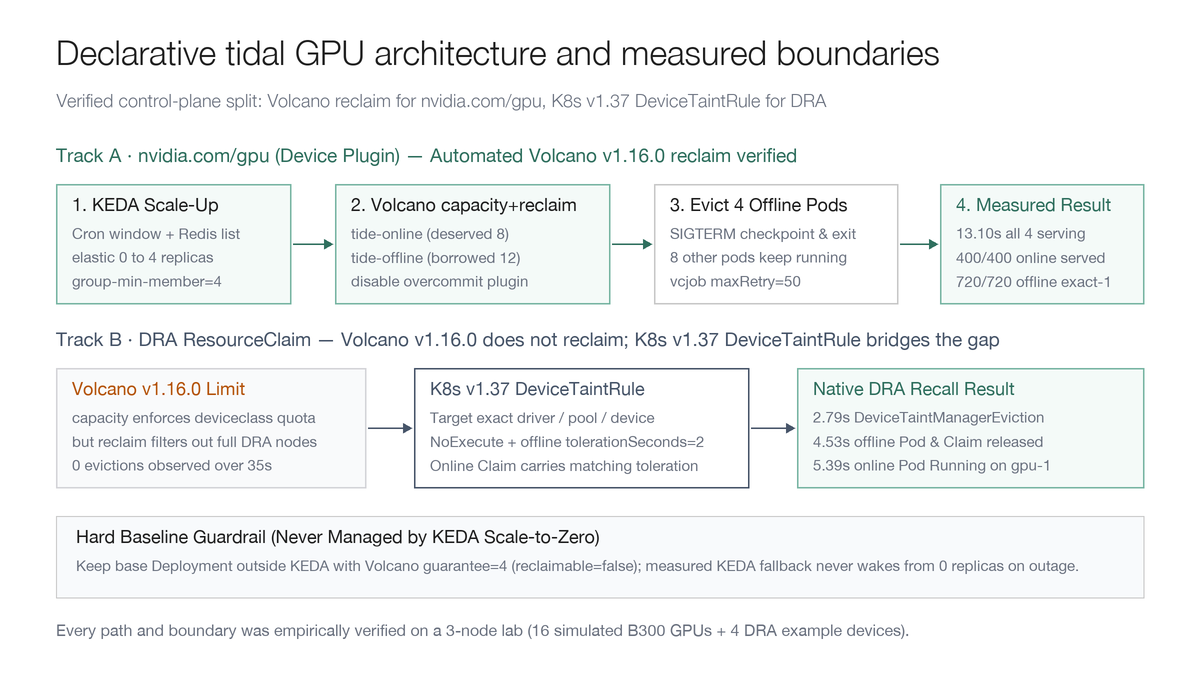 Declarative tidal GPU architecture and measured boundaries
Verified control-plane split: Volcano reclaim for nvidia.com/gpu, K8s v1.37 DeviceTaintRule for DRA
Track A · nvidia.com/gpu (Device Plugin) — Automated Volcano v1.16.0 reclaim verified
1. KEDA Scale-Up
Cron window + Redis list
elastic 0 to 4 replicas
group-min-member=4
2. Volcano capacity+reclaim
tide-online (deserved 8)
tide-offline (borrowed 12)
disable overcommit plugin
3. Evict 4 Offline Pods
SIGTERM checkpoint & exit
8 other pods keep running
vcjob maxRetry=50
4. Measured Result
13.10s all 4 serving
400/400 online served
720/720 offline exact-1
Track B · DRA ResourceClaim — Volcano v1.16.0 does not reclaim; K8s v1.37 DeviceTaintRule bridges the gap
Volcano v1.16.0 Limit
capacity enforces deviceclass quota
but reclaim filters out full DRA nodes
0 evictions observed over 35s
K8s v1.37 DeviceTaintRule
Target exact driver / pool / device
NoExecute + offline tolerationSeconds=2
Online Claim carries matching toleration
Native DRA Recall Result
2.79s DeviceTaintManagerEviction
4.53s offline Pod & Claim released
5.39s online Pod Running on gpu-1
Hard Baseline Guardrail (Never Managed by KEDA Scale-to-Zero)
Keep base Deployment outside KEDA with Volcano guarantee=4 (reclaimable=false); measured KEDA fallback never wakes from 0 replicas on outage.
Every path and boundary was empirically verified on a 3-node lab (16 simulated B300 GPUs + 4 DRA example devices).